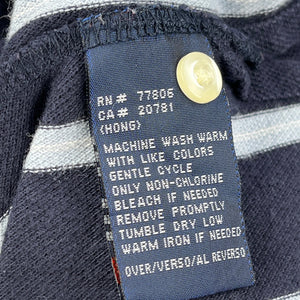 RN# 77806
CA# 20781
(HONG)
MACHINE WASH WARM
WITH LIKE COLORS
GENTLE CYCLE
ONLY NON-CHLORINE
BLEACH IF NEEDED
REMOVE PROMPTLY
TUMBLE DRY LOW
WARM IRON IF NEEDED
OVER/VERSO/AL REVERSO